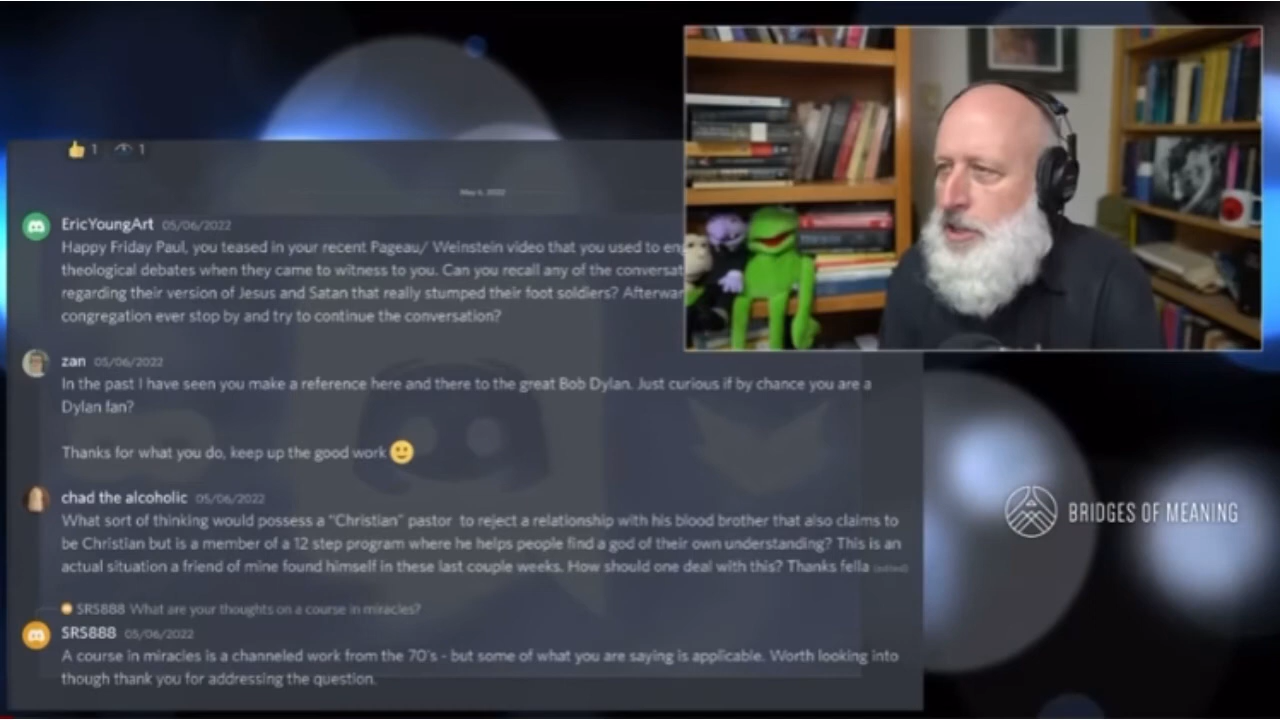 1 1
May 6, 2022
EricYoungArt 05/06/2022
Happy Friday Paul, you teased in your recent Pageau/ Weinstein video that you used to
theological debates when they came to witness to you. Can you recall any of the
regarding their version of Jesus and Satan that really stumped their foot soldiers?
congregation ever stop by and try to continue the conversation?
zan 05/06/2022
In the past I have seen you make a reference here and there to the great Bob Dylan. Just curious if by chance you are a
Dylan fan?
Thanks for what you do, keep up the good work
chad the alcoholic 05/06/2022
What sort of thinking would possess a "Christian" pastor to reject a relationship with his blood brother that also claims to
be Christian but is a member of a 12 step program where he helps people find a god of their own understanding? This is an
actual situation a friend of mine found himself in these last couple weeks. How should one deal with this? Thanks fella (edited)
SRS888 What are your thoughts on a course in miracles?
SRS888 05/06/2022
A course in miracles is a channeled work from the 70's - but some of what you are saying is applicable. Worth looking into
though thank you for addressing the question.
BRIDGES OF MEANING